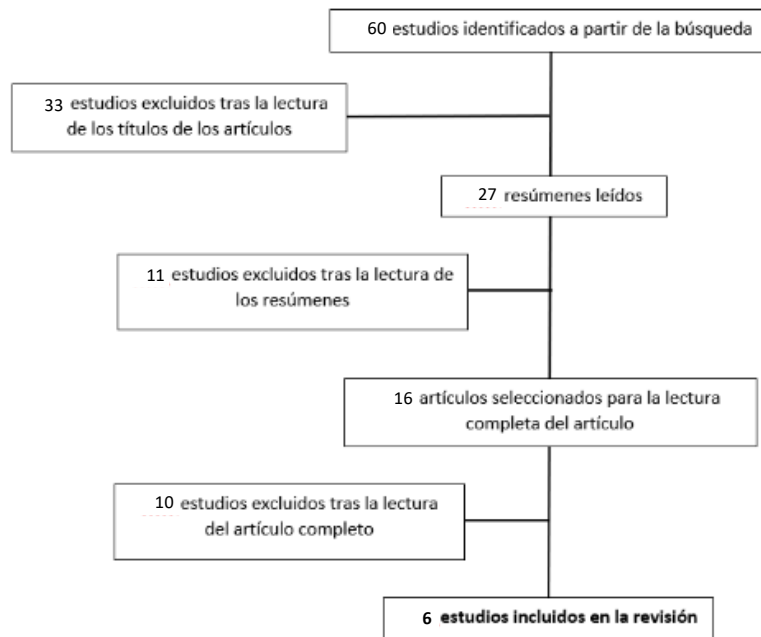 60 estudios identificados a partir de la búsqueda
33 estudios excluidos tras la lectura
de los títulos de los artículos
27 resúmenes leídos
11 estudios excluidos tras la lectura de
los resúmenes
16 artículos seleccionados para la lectura
completa del artículo
10 estudios excluidos tras la lectura
del artículo completo
6 estudios incluidos en la revisión